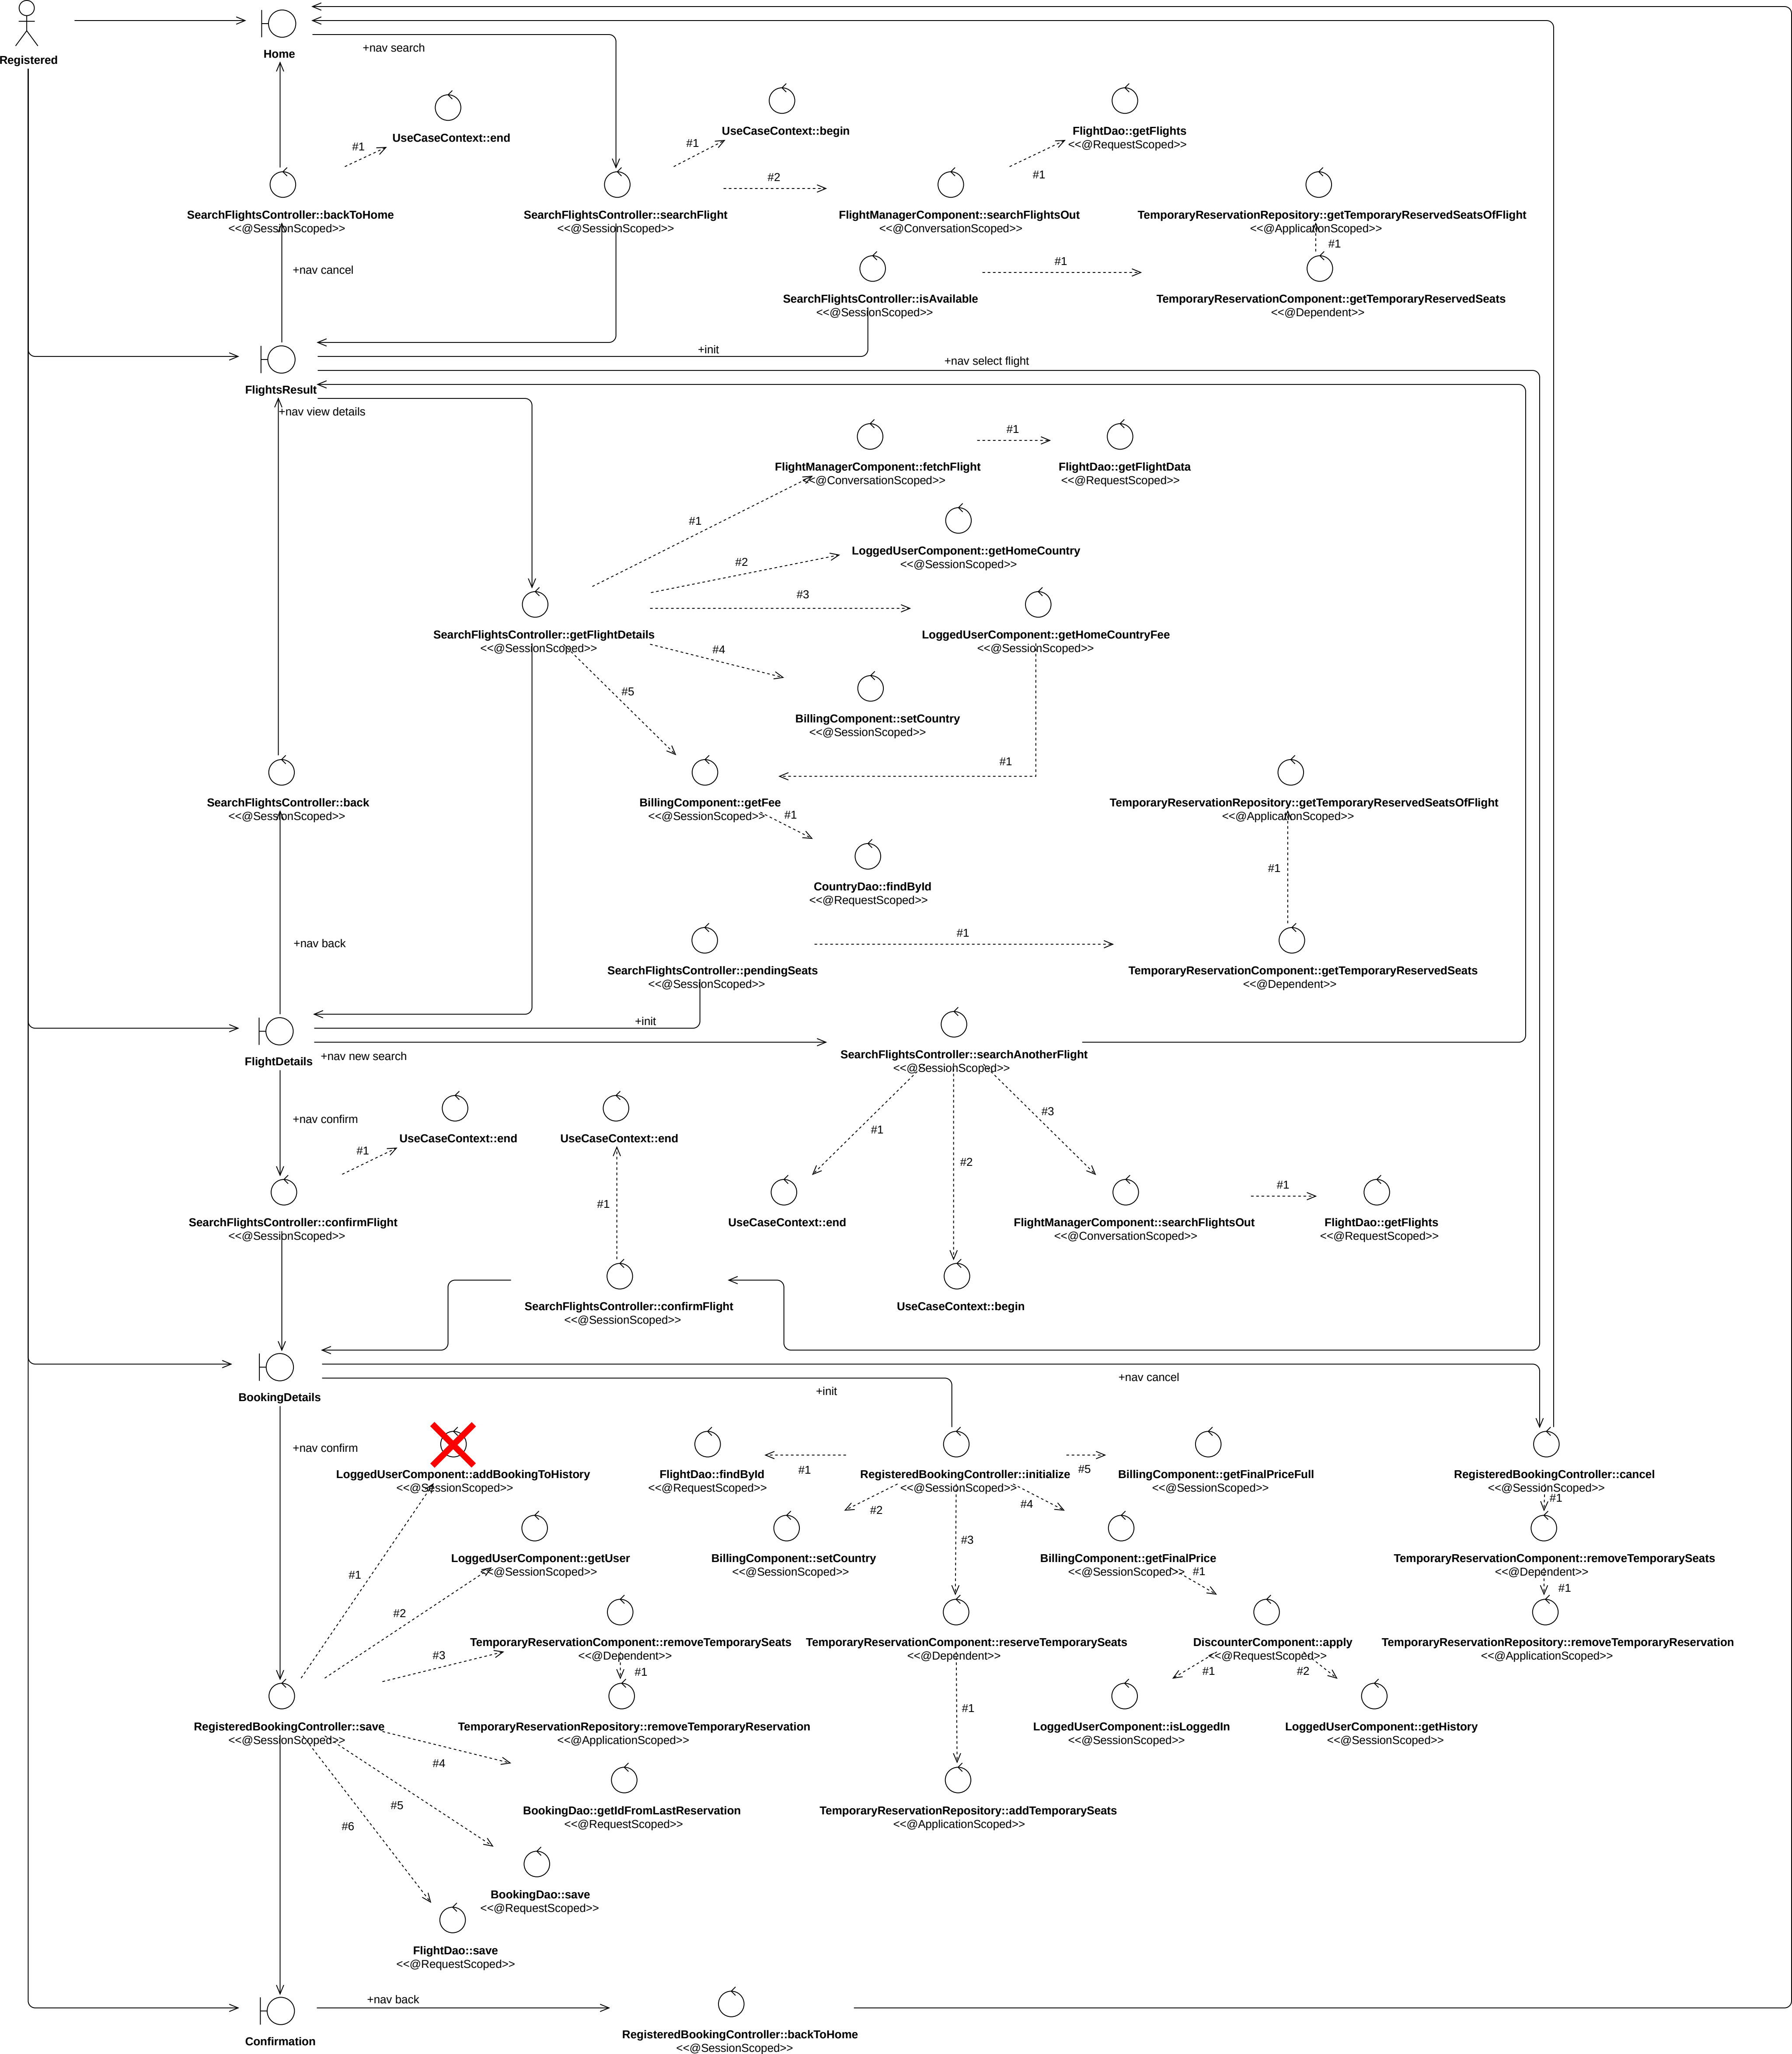 Registered
Home
+nav search
UseCaseContext::end
UseCaseContext::begin
FlightDao::getFlights
<<@RequestScoped>>
#1
#1
#1
#2
SearchFlightsController::backToHome
<<@SessionScoped>>
SearchFlightsController::searchFlight
<<@SessionScoped>>
FlightManagerComponent::searchFlightsOut
<<@ConversationScoped>>
TemporaryReservationRepository::getTemporaryReservedSeatsOfFlight
<<@ApplicationScoped>>
#1
+nav cancel
#1
SearchFlightsController::isAvailable
<<@SessionScoped>>
TemporaryReservationComponent::getTemporaryReservedSeats
<<@Dependent>>
+init
+nav select flight
FlightsResult
+nav view details
#1
FlightManagerComponent::fetchFlight
<<@ConversationScoped>>
FlightDao::getFlightData
<<@RequestScoped>>
#1
LoggedUserComponent::getHomeCountry
<<@SessionScoped>>
#2
#3
SearchFlightsController::getFlightDetails
<<@SessionScoped>>
LoggedUserComponent::getHomeCountryFee
<<@SessionScoped>>
#4
#5
BillingComponent::setCountry
<<@SessionScoped>>
#1
SearchFlightsController::back
<<@SessionScoped>>
BillingComponent::getFee
<<@SessionScoped>>
TemporaryReservationRepository::getTemporaryReservedSeatsOfFlight
<<@ApplicationScoped>>
#1
#1
CountryDao::findById
<<@RequestScoped>>
+nav back
#1
SearchFlightsController::pendingSeats
<<@SessionScoped>>
TemporaryReservationComponent::getTemporaryReservedSeats
<<@Dependent>>
+init
FlightDetails
+nav new search
SearchFlightsController::searchAnotherFlight
<<@SessionScoped>>
+nav confirm
UseCaseContext::end
UseCaseContext::end
#3
#1
#1
#2
#1
#1
SearchFlightsController::confirmFlight
<<@SessionScoped>>
UseCaseContext::end
FlightManagerComponent::searchFlightsOut
<<@ConversationScoped>>
FlightDao::getFlights
<<@RequestScoped>>
SearchFlightsController::confirmFlight
<<@SessionScoped>>
UseCaseContext::begin
BookingDetails
+init
+nav cancel
+nav confirm
LoggedUserComponent::addBookingToHistory
<<@SessionScoped>>
FlightDao::findById
<<@RequestScoped>>
#1
RegisteredBookingController::initialize
<<@SessionScoped>>
#5
BillingComponent::getFinalPriceFull
<<@SessionScoped>>
RegisteredBookingController::cancel
<<@SessionScoped>>
#2
#4
#1
#3
LoggedUserComponent::getUser
<<@SessionScoped>>
BillingComponent::setCountry
<<@SessionScoped>>
BillingComponent::getFinalPrice
<<@SessionScoped>>
#1
TemporaryReservationComponent::removeTemporarySeats
<<@Dependent>>
#1
#1
#2
#3
TemporaryReservationComponent::removeTemporarySeats
<<@Dependent>>
#1
TemporaryReservationComponent::reserveTemporarySeats
<<@Dependent>>
DiscounterComponent::apply
<<@RequestScoped>>
#1
#2
TemporaryReservationRepository::removeTemporaryReservation
<<@ApplicationScoped>>
#1
RegisteredBookingController::save
<<@SessionScoped>>
TemporaryReservationRepository::removeTemporaryReservation
<<@ApplicationScoped>>
LoggedUserComponent::isLoggedIn
<<@SessionScoped>>
LoggedUserComponent::getHistory
<<@SessionScoped>>
#4
#5
#6
BookingDao::getIdFromLastReservation
<<@RequestScoped>>
TemporaryReservationRepository::addTemporarySeats
<<@ApplicationScoped>>
BookingDao::save
<<@RequestScoped>>
FlightDao::save
<<@RequestScoped>>
+nav back
Confirmation
RegisteredBookingController::backToHome
<<@SessionScoped>>